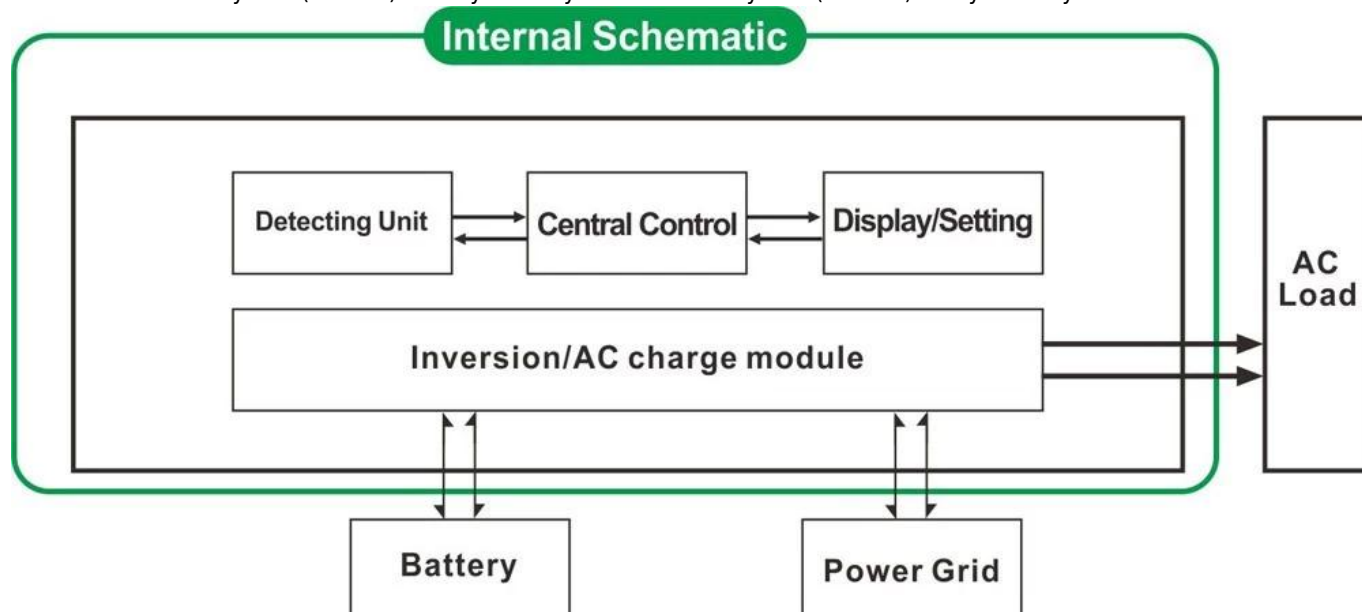 Internal Schematic
Detecting Unit
Central Control
Display/Setting
AC
Load
Inversion/AC charge module
Battery
Power Grid